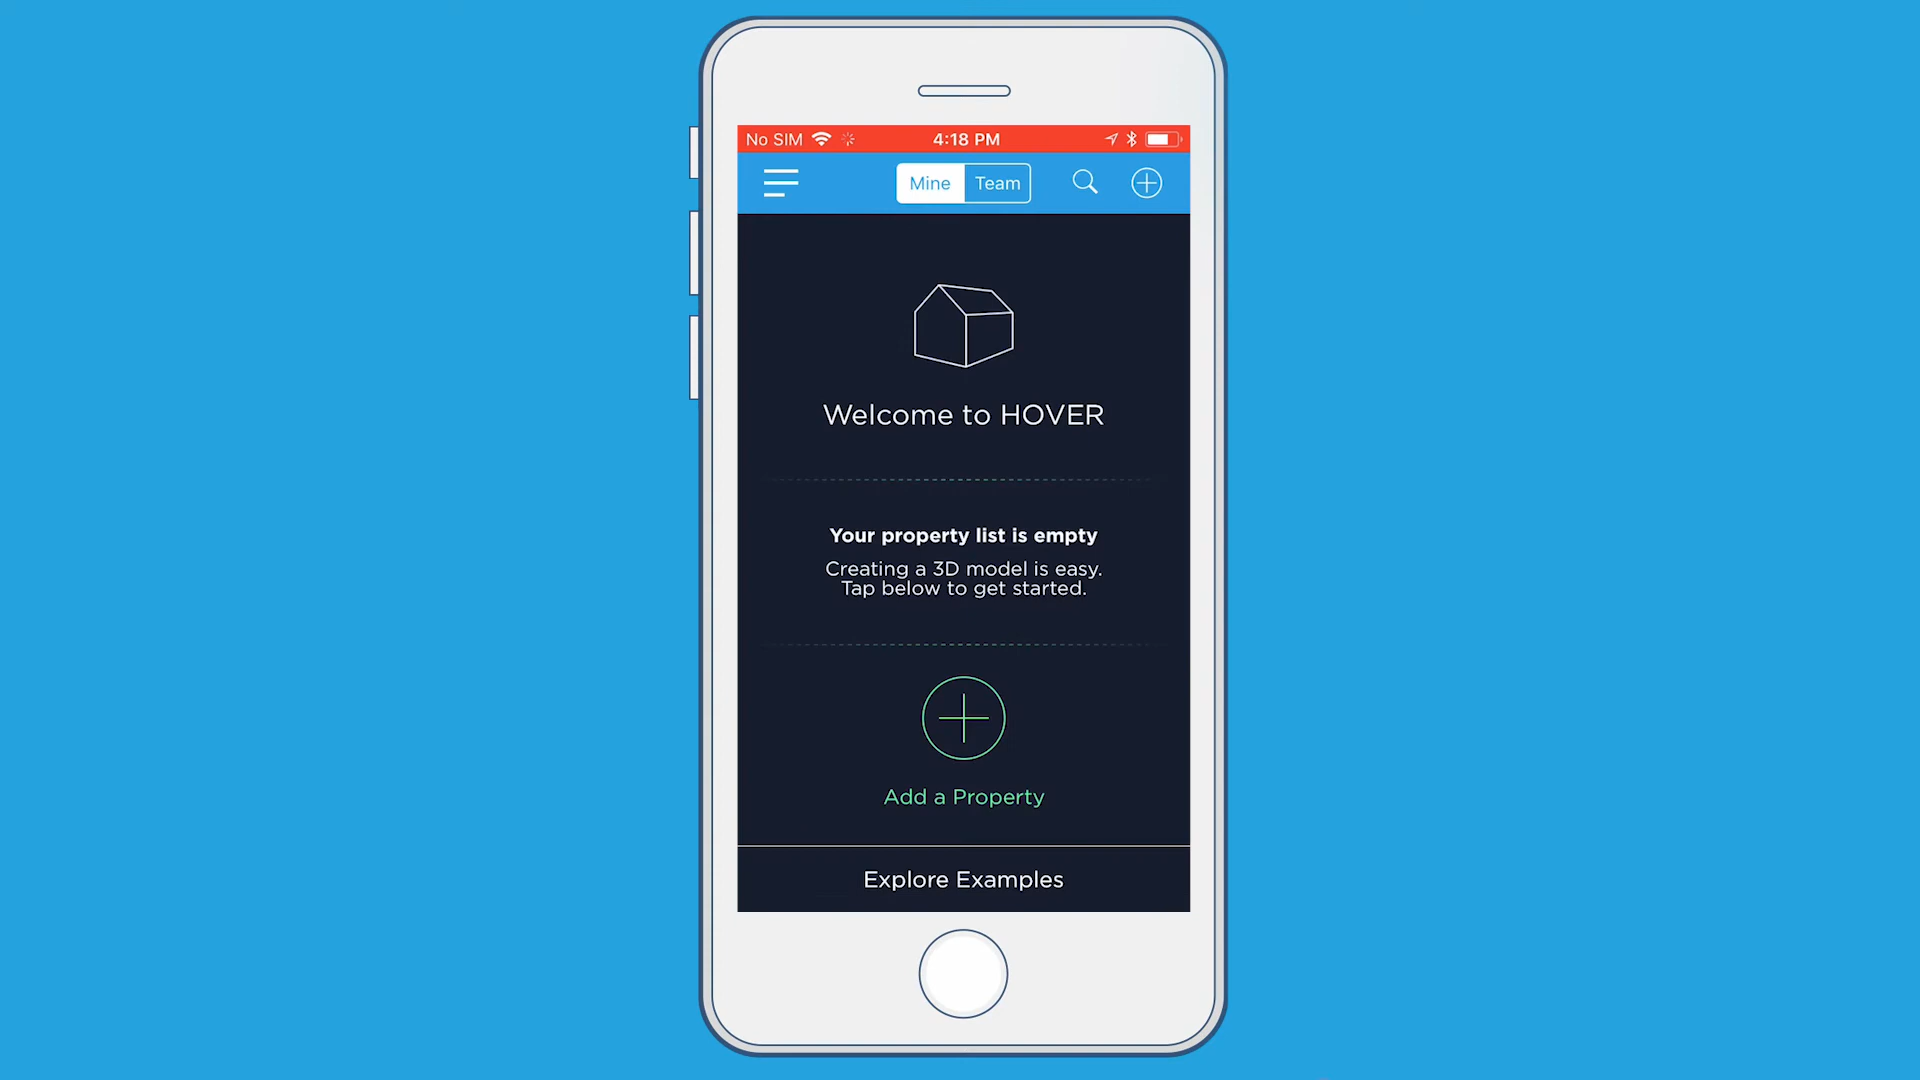 No SIM 4:18 PM
Mine Team
Welcome to HOVER
Your property list is empty
Creating a 3D model is easy.
Tap below to get started.
Add a Property
Explore Examples